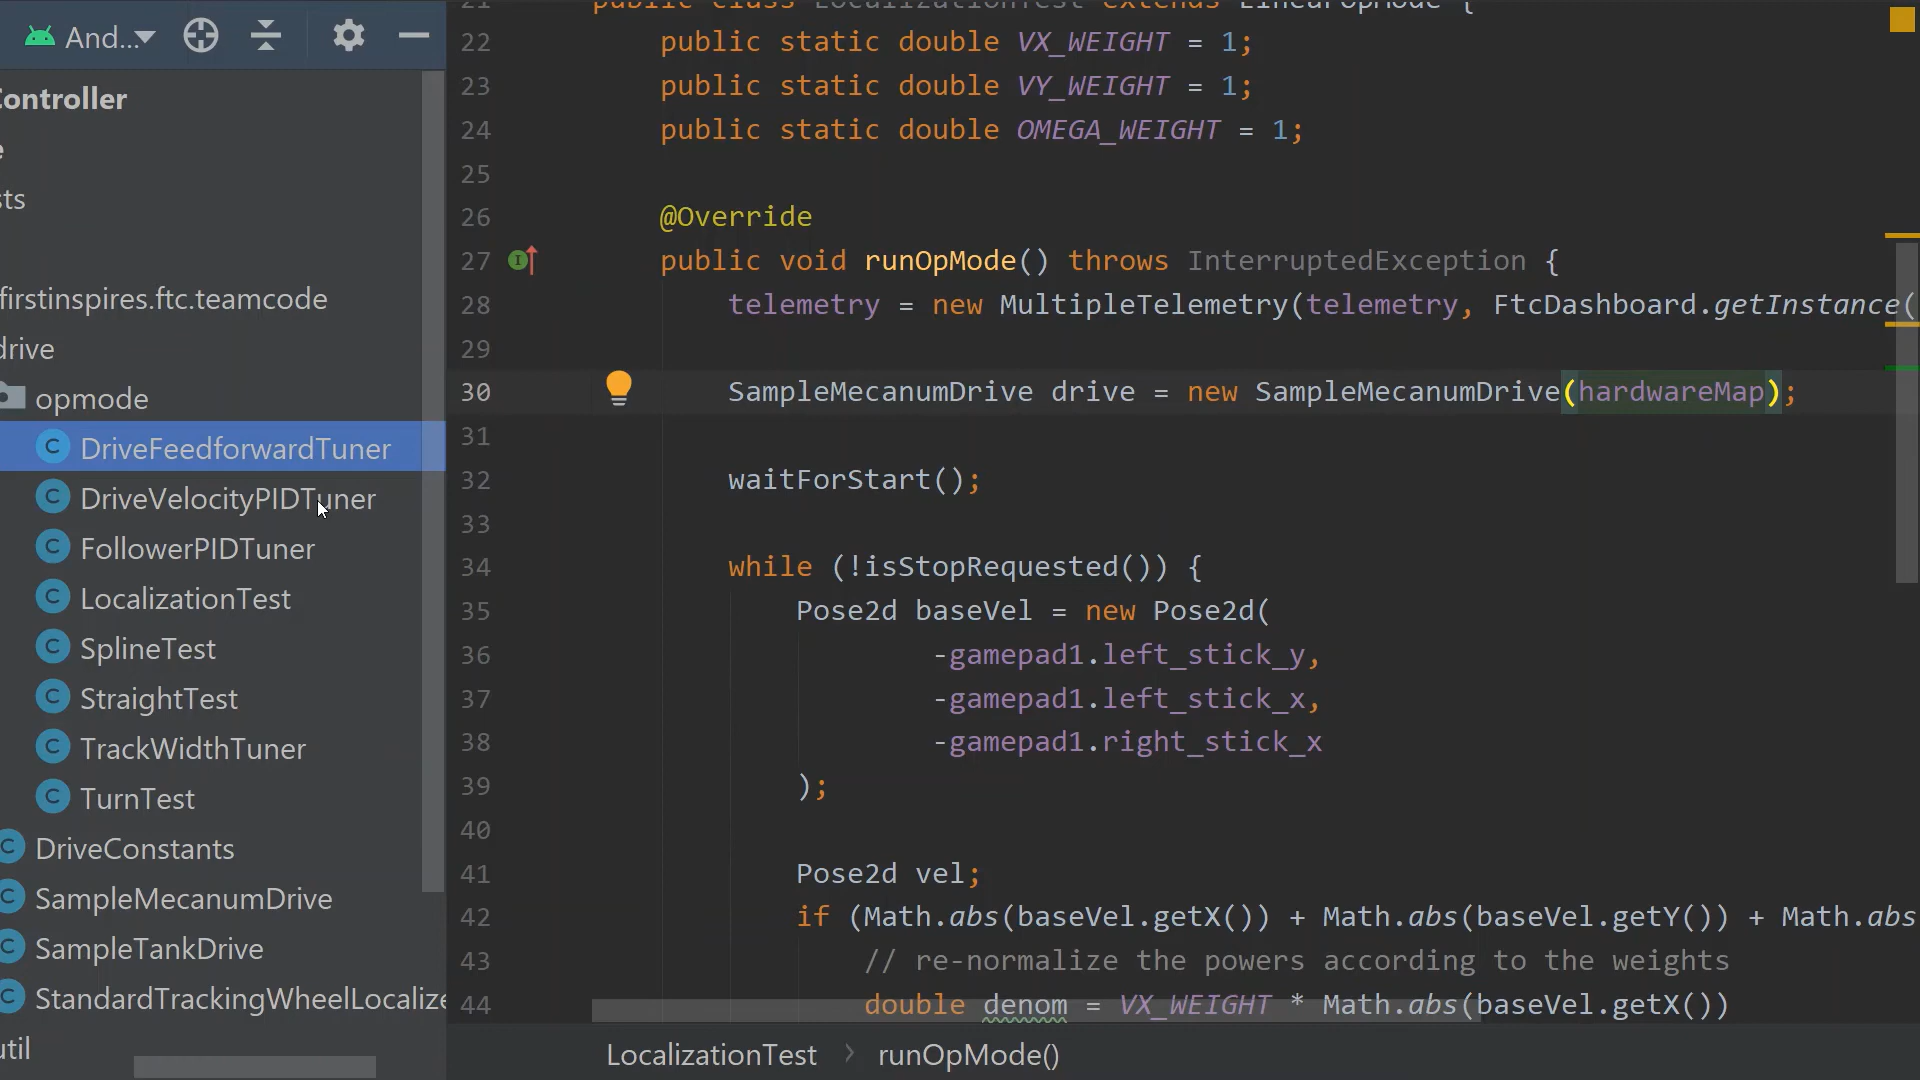 And...
Controller
e
sts
firstinspires.ftc.teamcode
drive
opmode
DriveFeedforwardTuner
DriveVelocityPIDTuner
FollowerPIDTuner
LocalizationTest
SplineTest
StraightTest
TrackWidthTuner
TurnTest
DriveConstants
SampleMecanumDrive
SampleTankDrive
StandardTrackingWheelLocalize
util
21 public class LocalizationTest extends LinearOpMode {
22 public static double VX_WEIGHT = 1;
23 public static double VY_WEIGHT = 1;
24 public static double OMEGA_WEIGHT = 1;
25
26 @Override
27 public void runOpMode() throws InterruptedException {
28 telemetry = new MultipleTelemetry(telemetry, FtcDashboard.getInstance(
29
30 SampleMecanumDrive drive = new SampleMecanumDrive(hardwareMap);
31
32 waitForStart();
33
34 while (!isStopRequested()) {
35 Pose2d baseVel = new Pose2d(
36 -gamepad1.left_stick_y,
37 -gamepad1.left_stick_x,
38 -gamepad1.right_stick_x
39 );
40
41 Pose2d vel;
42 if (Math.abs(baseVel.getX()) + Math.abs(baseVel.getY()) + Math.abs
43 // re-normalize the powers according to the weights
44 double denom = VX_WEIGHT * Math.abs(baseVel.getX())
LocalizationTest > runOpMode()